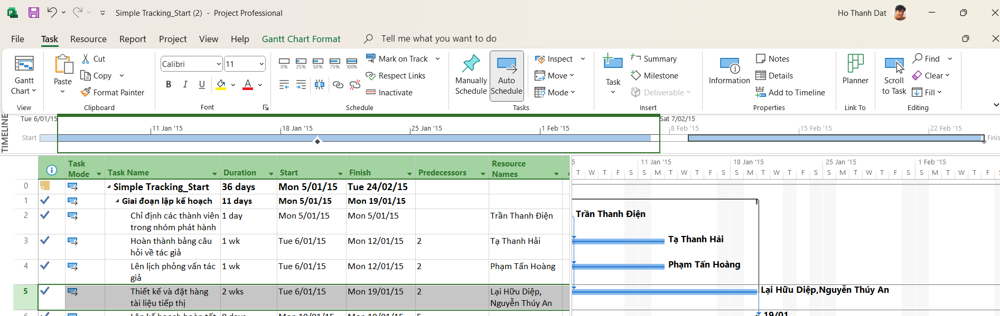 Simple Tracking_Start (2) - Project Professional
Ho Thanh Dat
File Task Resource Report Project View Help Gantt Chart Format Tell me what you want to do
Gantt Chart
View
Paste
Cut
Copy
Format Painter
Clipboard
Calibri 11
B I U A
Font
0% 25% 50% 75% 100%
Mark on Track
Respect Links
Inactivate
Schedule
Manually Schedule
Auto Schedule
Inspect
Move
Mode
Tasks
Task
Summary
Milestone
Deliverable
Insert
Information
Notes
Details
Add to Timeline
Properties
Planner
Link To
Scroll to Task
Find
Clear
Fill
Editing
TIMELINE
Tue 6/01/15 Sat 7/02/15
11 Jan '15 18 Jan '15 25 Jan '15 1 Feb '15 8 Feb '15 15 Feb '15 22 Feb '15
Start Finis
Task Mode Task Name Duration Start Finish Predecessors Resource Names
5 11 Jan '15 18 Jan '15 25 Jan '15 1 Feb '15
T W T F S S M T W T F S S M T W T F S S M T W T F S S M T W T F
0 Simple Tracking_Start 36 days Mon 5/01/15 Tue 24/02/15
1 Giai đoạn lập kế hoạch 11 days Mon 5/01/15 Mon 19/01/15
2 Chỉ định các thành viên trong nhóm phát hành 1 day Mon 5/01/15 Mon 5/01/15 Trần Thanh Điện
Trần Thanh Điện
3 Hoàn thành bảng câu hỏi về tác giả 1 wk Tue 6/01/15 Mon 12/01/15 2 Tạ Thanh Hải
Tạ Thanh Hải
4 Lên lịch phỏng vấn tác giả 1 wk Tue 6/01/15 Mon 12/01/15 2 Phạm Tấn Hoàng
Phạm Tấn Hoàng
5 Thiết kế và đặt hàng tài liệu tiếp thị 2 wks Tue 6/01/15 Mon 19/01/15 2 Lại Hữu Diệp, Nguyễn Thúy An
Lại Hữu Diệp,Nguyễn Thúy An
19/01